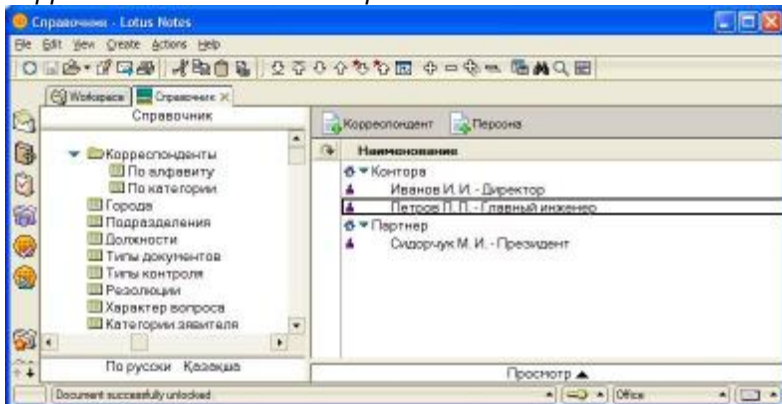 Справочник - Lotus Notes
File Edit View Create Actions Help
Workspace Справочник
Справочник
Корреспонденты
По алфавиту
По категории
Города
Подразделения
Должности
Типы документов
Типы контроля
Резолюции
Характер вопроса
Категории заявителя
По русски Қазақша
Корреспондент Персона
Наименование
Контора
Иванов И. И. - Директор
Петров П. П. - Главный инженер
Партнер
Сидорчук М. И. - Президент
Просмотр
Document successfully unlocked
Office